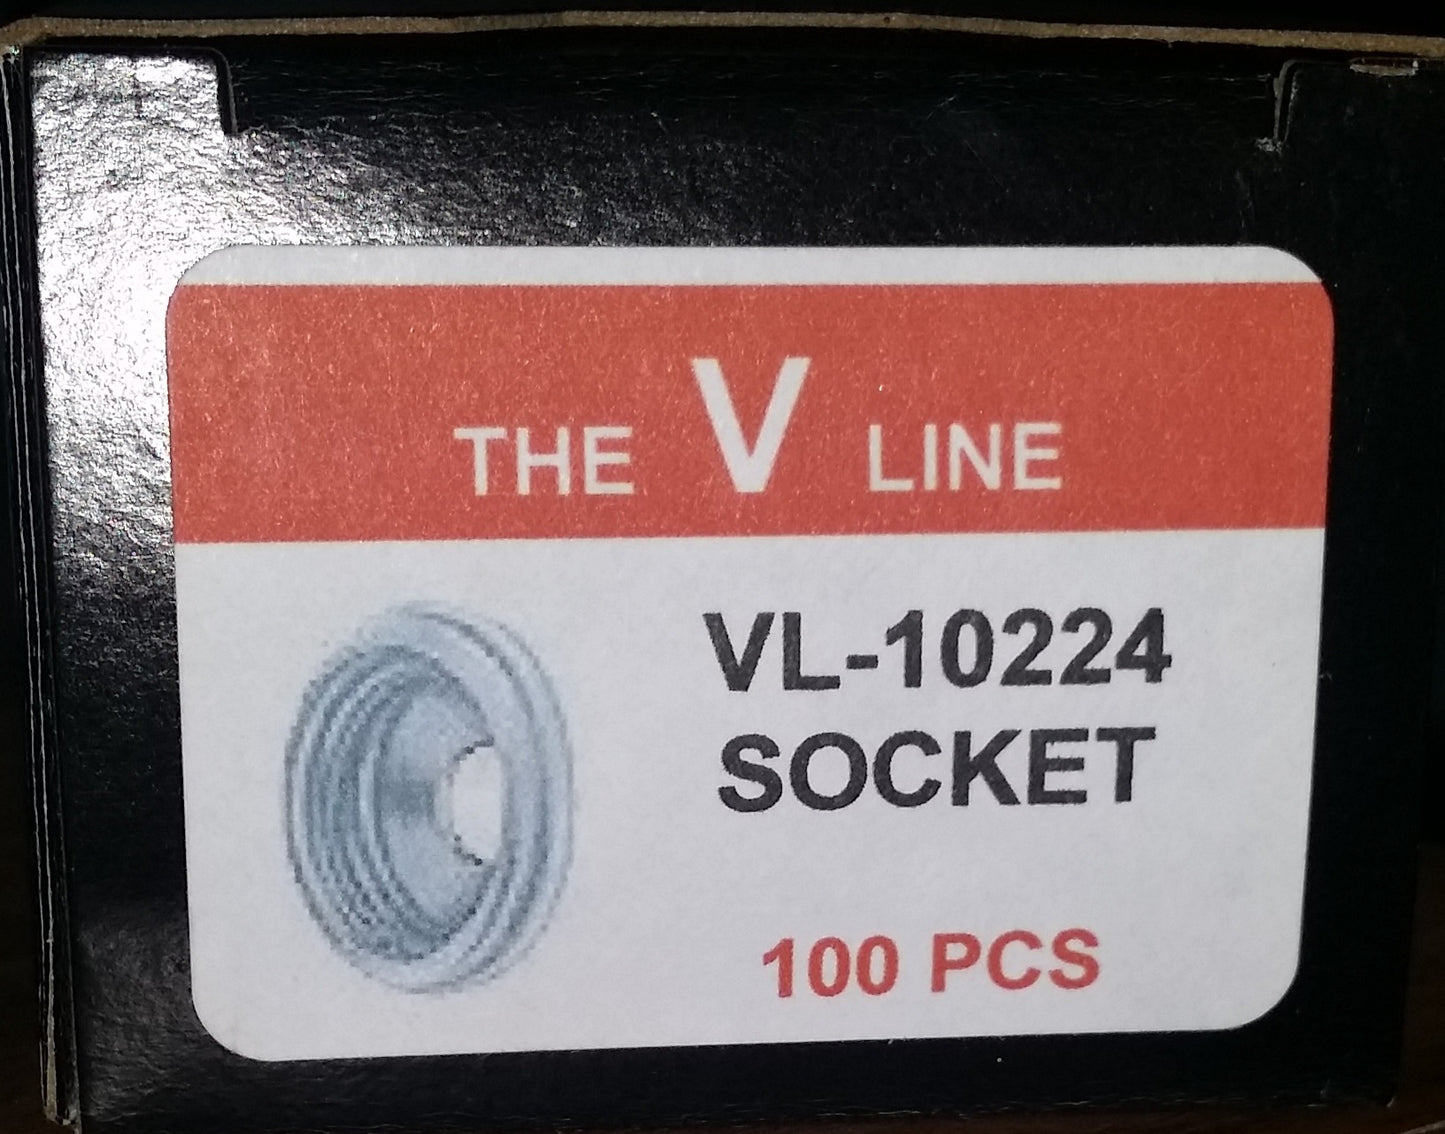 THE V LINE
VL-10224
SOCKET
100 PCS